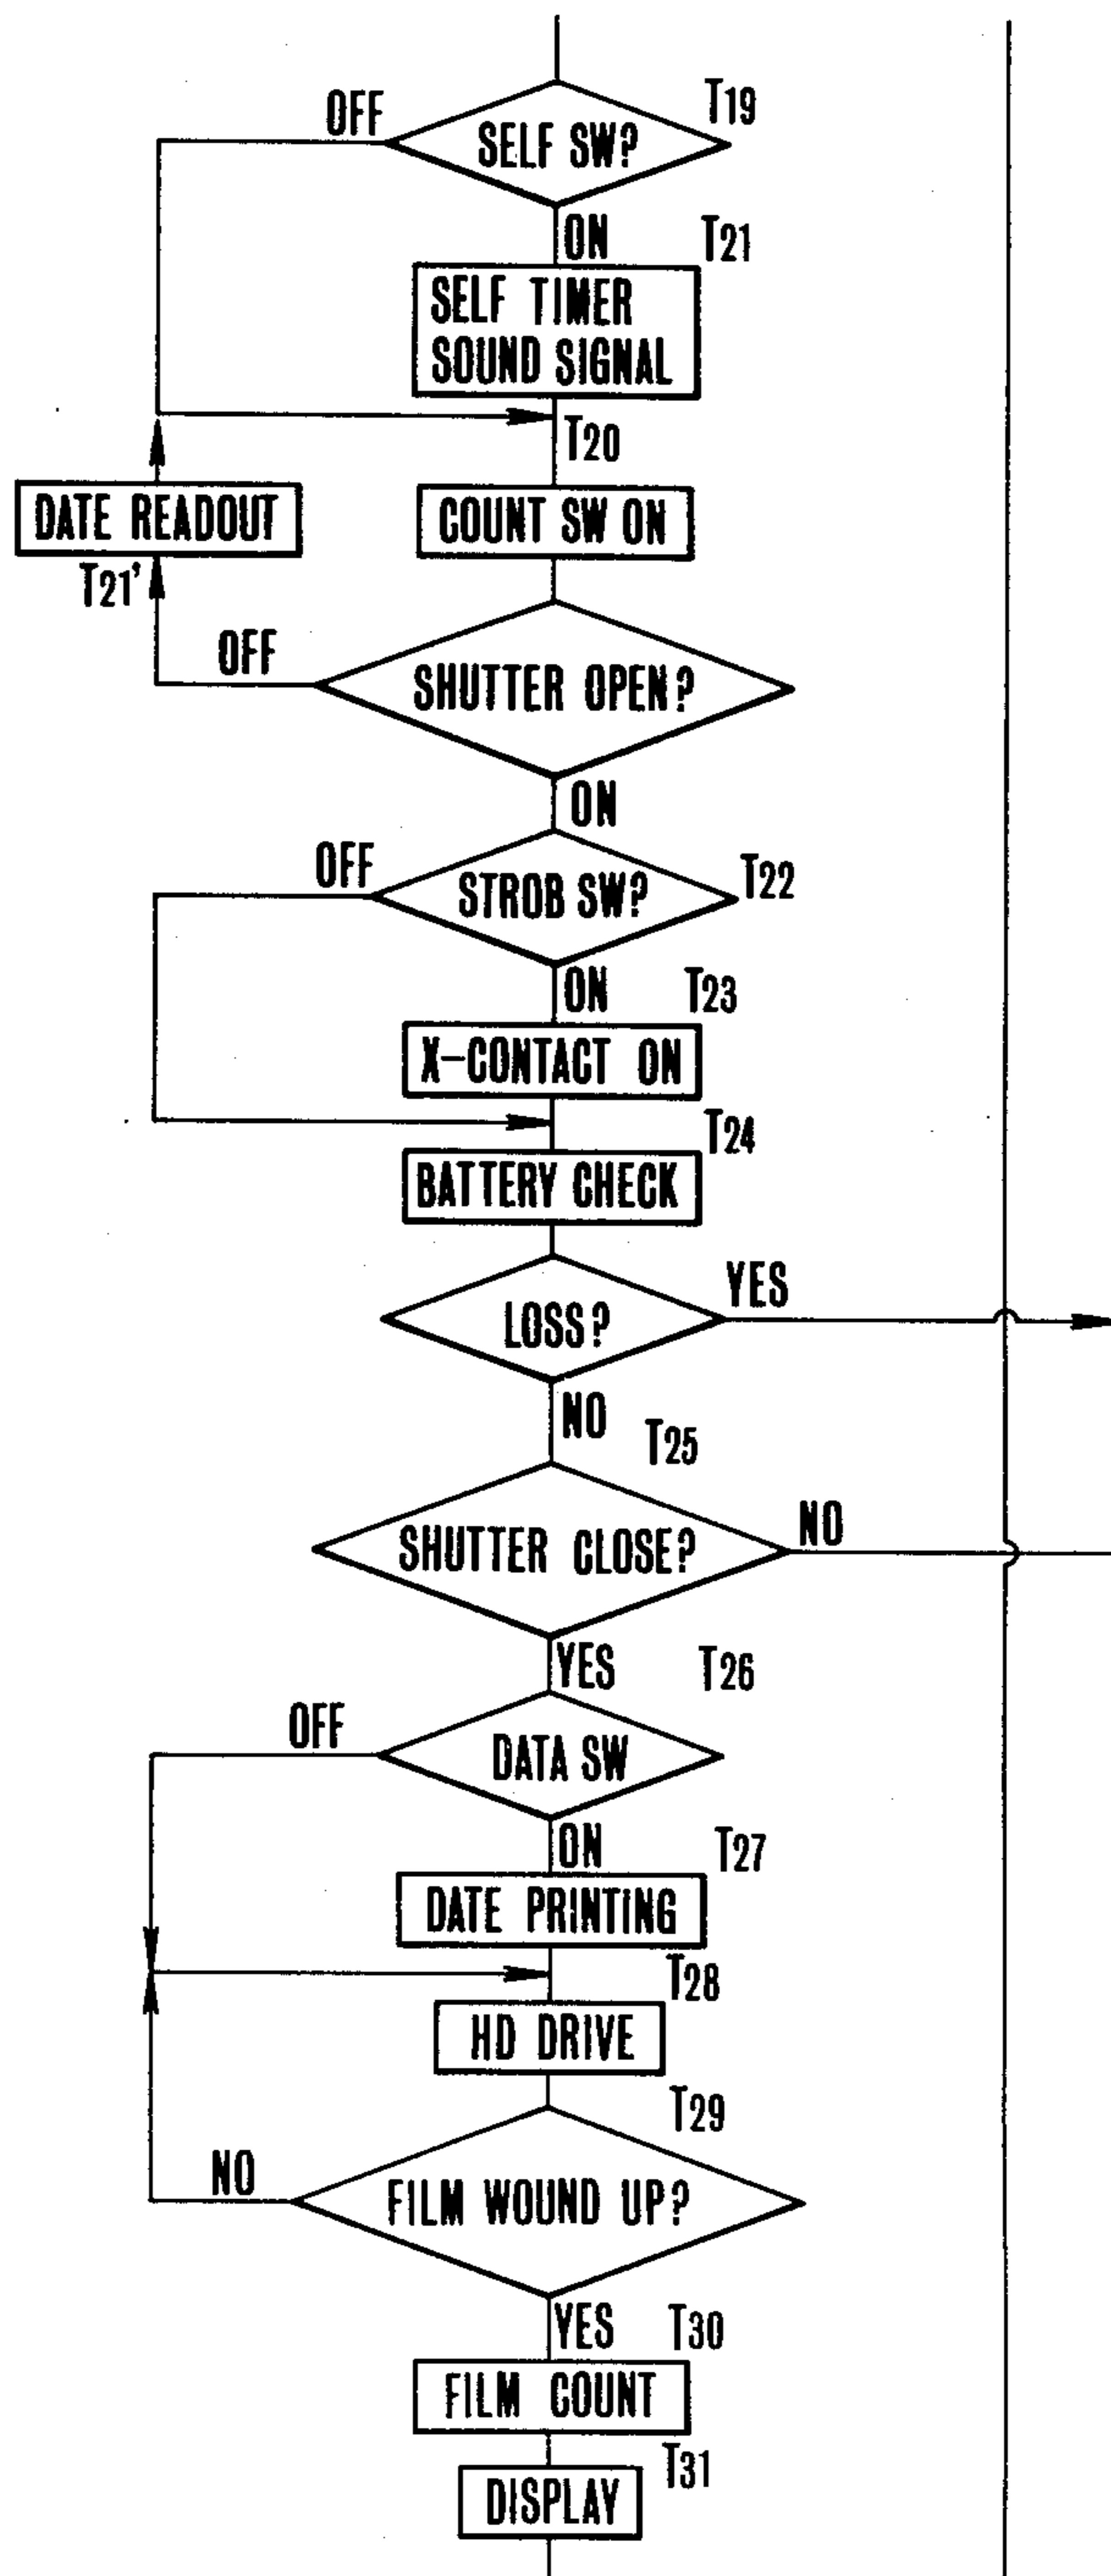 T19
OFF
SELF SW?
ON
T21
SELF TIMER
SOUND SIGNAL
T20
DATE READOUT
COUNT SW ON
T21'
OFF
SHUTTER OPEN?
ON
OFF
STROB SW?
T22
ON
T23
X-CONTACT ON
T24
BATTERY CHECK
YES
LOSS?
NO
T25
NO
SHUTTER CLOSE?
YES
T26
OFF
DATA SW
ON
T27
DATE PRINTING
T28
HD DRIVE
T29
NO
FILM WOUND UP?
YES
T30
FILM COUNT
T31
DISPLAY